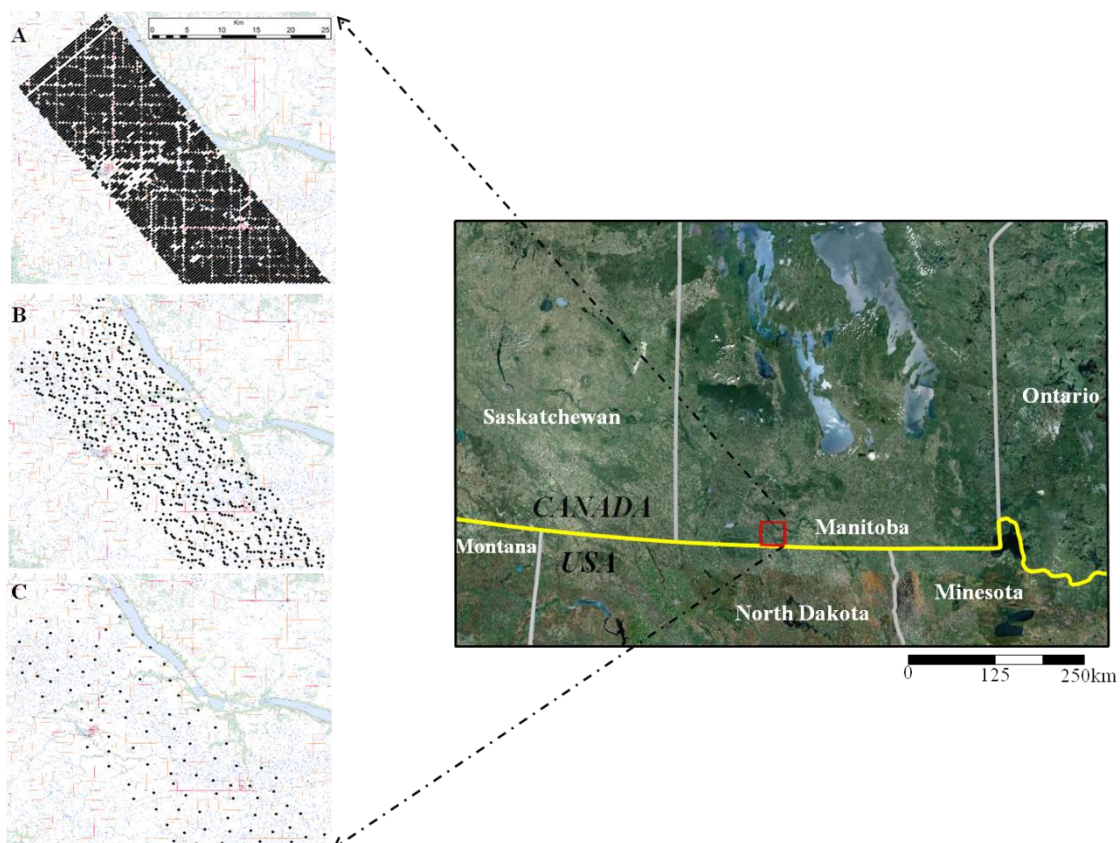 A
Km
0 5 10 15 20 25
B
C
Saskatchewan
Ontario
CANADA
Manitoba
Montana
USA
Minesota
North Dakota
0 125 250km